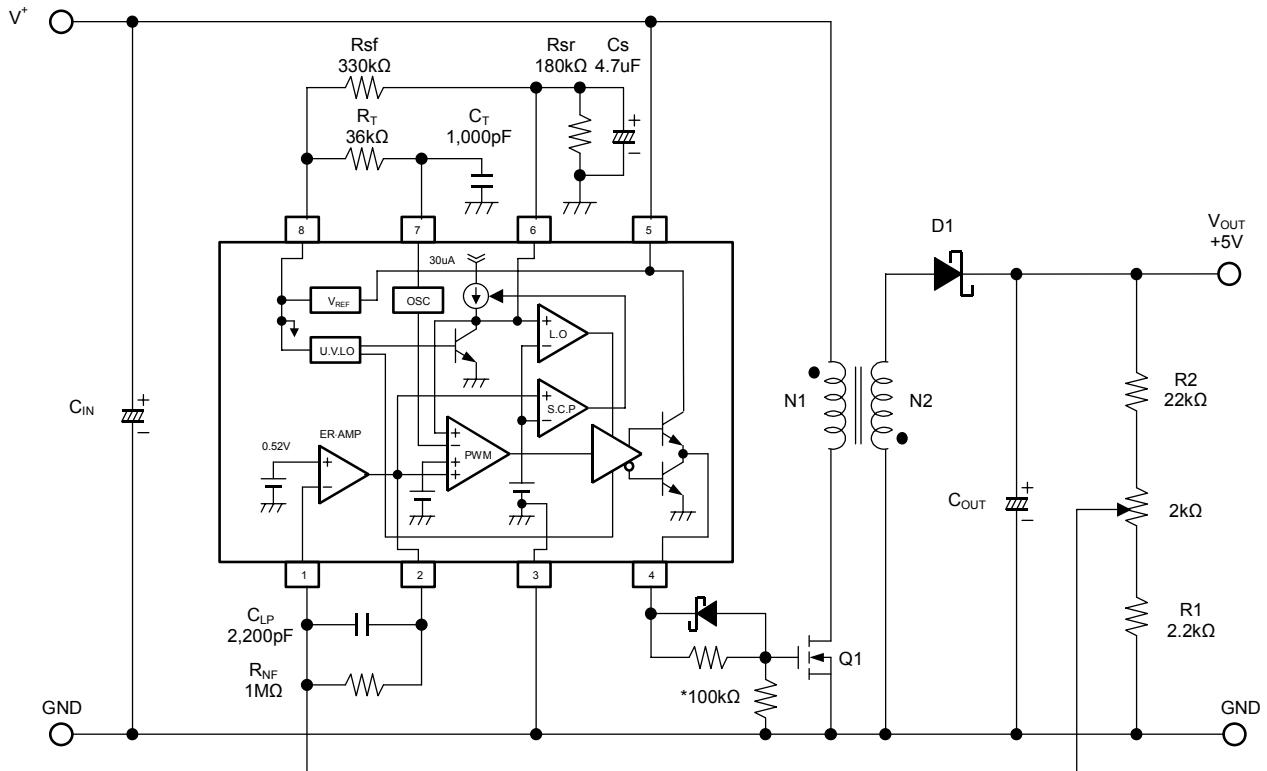 V+
Rsf
330kΩ
Rsr
180kΩ
Cs
4.7uF
RT
36kΩ
CT
1,000pF
+
−
8
7
6
5
30uA
VREF
OSC
U.V.LO
+
L.O
−
+
S.C.P
−
0.52V
ER·AMP
+
−
+
−
+
+
PWM
CIN
+
−
1
2
3
4
CLP
2,200pF
RNF
1MΩ
*100kΩ
Q1
N1
N2
D1
VOUT
+5V
COUT
+
−
R2
22kΩ
2kΩ
R1
2.2kΩ
GND
GND